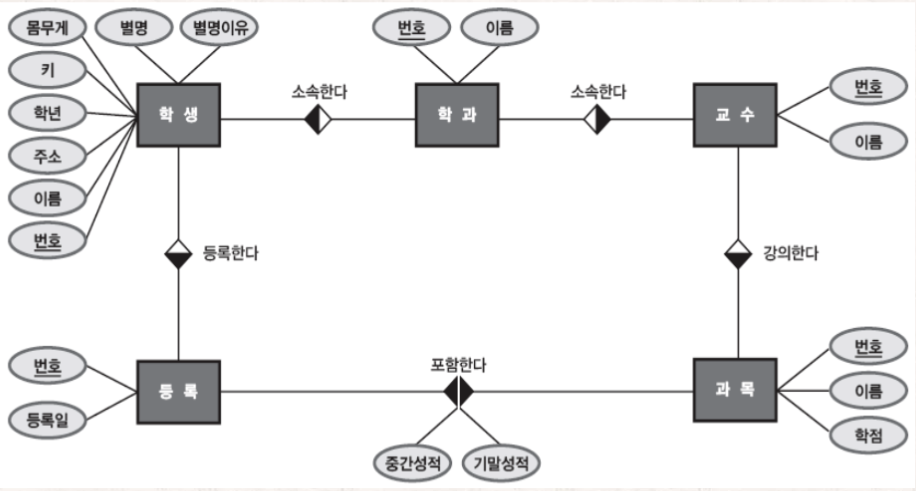 몸무게
별명
별명이유
번호
이름
키
학년
주소
이름
번호
학 생
소속한다
학 과
소속한다
교 수
번호
이름
등록한다
강의한다
번호
등록일
등 록
포함한다
중간성적
기말성적
과 목
번호
이름
학점